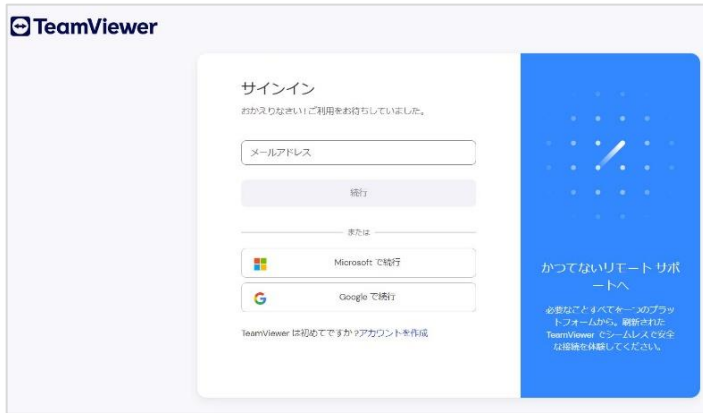 TeamViewer
サインイン
おかえりなさい!ご利用をお待ちしていました。
メールアドレス
続行
または
Microsoft で続行
Google で続行
TeamViewer は初めてですか?アカウントを作成
かつてないリモート サポ
ートへ
必要なことすべてを一つのプラッ
トフォームから。刷新された
TeamViewer でシームレスで安全
な接続を体験してください。